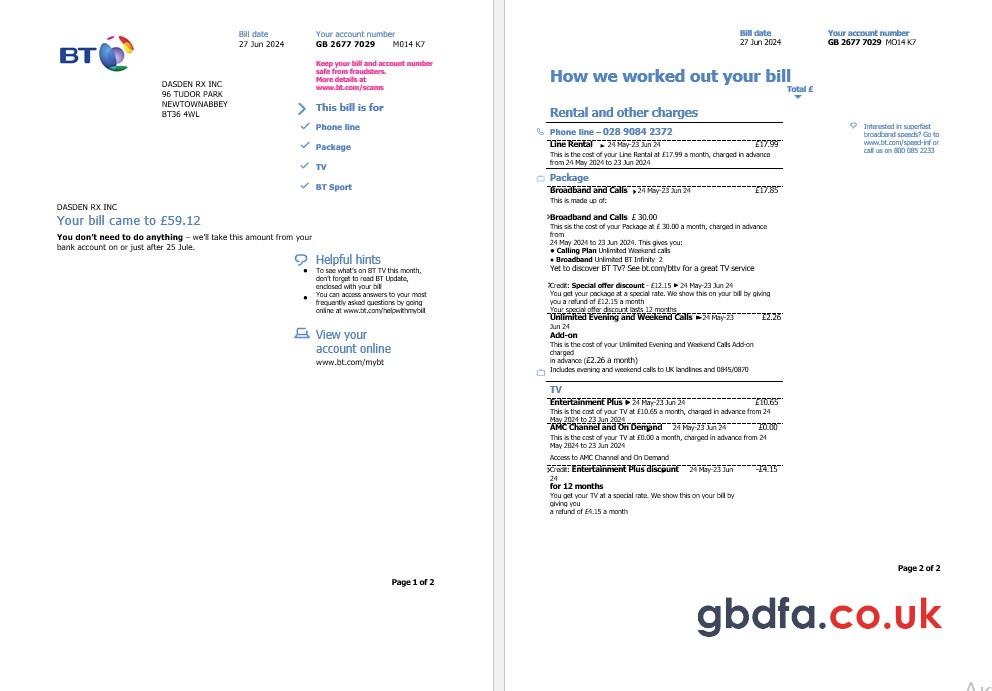 BT
Bill date
27 Jun 2024
Your account number
GB 2677 7029 M014 K7
Keep your bill and account number
safe from fraudsters.
More details at
www.bt.com/scams
DASDEN RX INC
96 TUDOR PARK
NEWTOWNABBEY
BT36 4WL
This bill is for
Phone line
Package
TV
BT Sport
DASDEN RX INC
Your bill came to £59.12
You don't need to do anything – we'll take this amount from your
bank account on or just after 25 Jule.
Helpful hints
• To see what's on BT TV this month,
don't forget to read BT Update,
enclosed with your bill
• You can access answers to your most
frequently asked questions by going
online at www.bt.com/helpwithmybill
View your
account online
www.bt.com/mybt
Page 1 of 2
Bill date
27 Jun 2024
Your account number
GB 2677 7029 MO14 K7
How we worked out your bill
Total £
Rental and other charges
Phone line – 028 9084 2372
Line Rental 24 May-23 Jun 24 £17.99
This is the cost of your Line Rental at £17.99 a month, charged in advance
from 24 May 2024 to 23 Jun 2024
Interested in superfast
broadband speeds? Go to
www.bt.com/speed-inf or
call us on 800 085 2233
Package
Broadband and Calls 24 May-23 Jun 24 £17.85
This is made up of:
Broadband and Calls £ 30.00
This sis the cost of your Package at £ 30.00 a month, charged in advance
from
24 May 2024 to 23 Jun 2024. This gives you:
• Calling Plan Unlimited Weekend calls
• Broadband Unlimited BT Infinity 2
Yet to discover BT TV? See bt.com/bttv for a great TV service
Credit: Special offer discount - £12.15 24 May-23 Jun 24
You get your package at a special rate. We show this on your bill by giving
you a refund of £12.15 a month
Your special offer discount lasts 12 months
Unlimited Evening and Weekend Calls 24 May-23 £2.26
Jun 24
Add-on
This is the cost of your Unlimited Evening and Weekend Calls Add-on
charged
in advance (£2.26 a month)
Includes evening and weekend calls to UK landlines and 0845/0870
TV
Entertainment Plus 24 May-23 Jun 24 £10.65
This is the cost of your TV at £10.65 a month, charged in advance from 24
May 2024 to 23 Jun 2024
AMC Channel and On Demand 24 May-23 Jun 24 £0.00
This is the cost of your TV at £0.00 a month, charged in advance from 24
May 2024 to 23 Jun 2024
Access to AMC Channel and On Demand
Credit: Entertainment Plus discount 24 May-23 Jun -£4.15
24
for 12 months
You get your TV at a special rate. We show this on your bill by
giving you
a refund of £4.15 a month
Page 2 of 2
gbdfa.co.uk